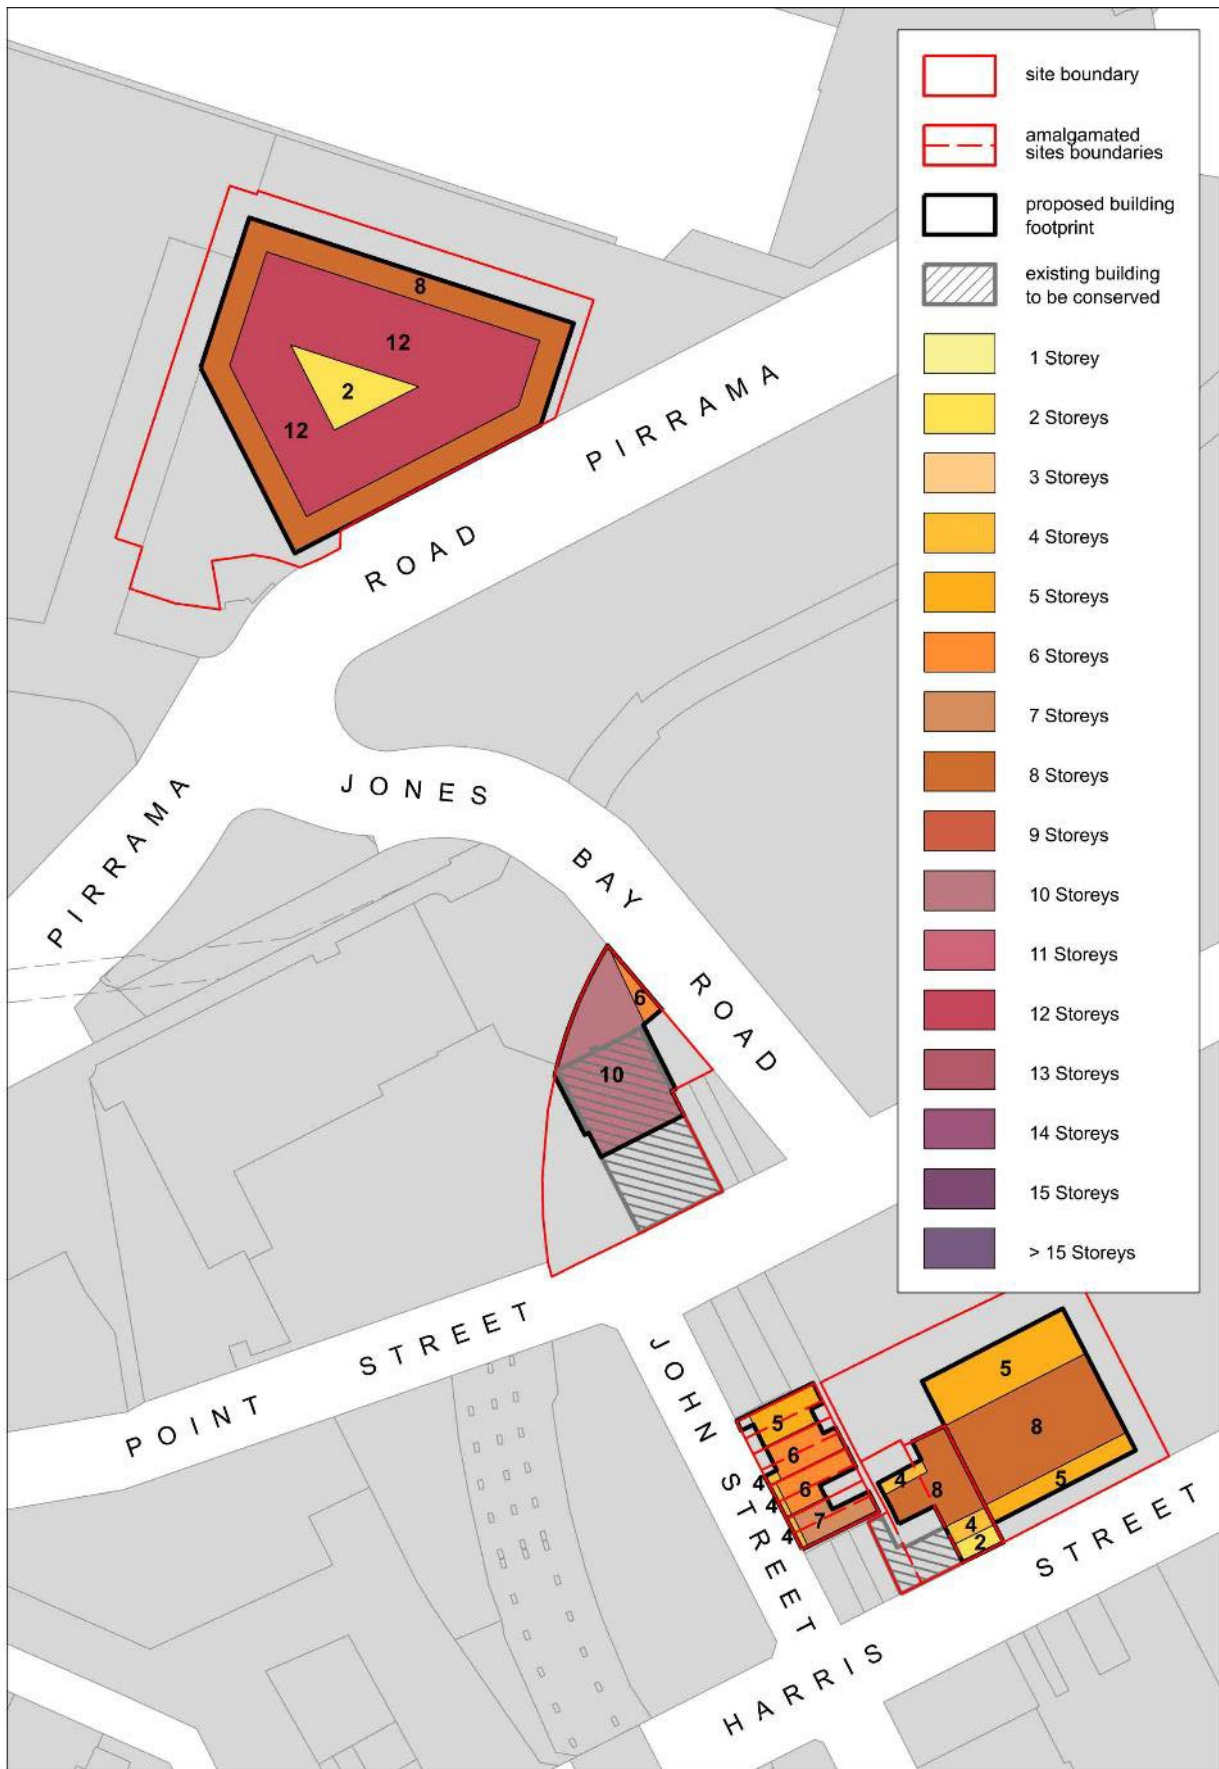 site boundary
amalgamated
sites boundaries
proposed building
footprint
existing building
to be conserved
1 Storey
2 Storeys
3 Storeys
4 Storeys
5 Storeys
6 Storeys
7 Storeys
8 Storeys
9 Storeys
10 Storeys
11 Storeys
12 Storeys
13 Storeys
14 Storeys
15 Storeys
> 15 Storeys
8
12
2
12
PIRRAMA
ROAD
PIRRAMA
JONES
BAY
ROAD
6
10
POINT
STREET
JOHN
STREET
5
6
4
6
4
7
4
5
8
5
4
8
4
2
HARRIS
STREET